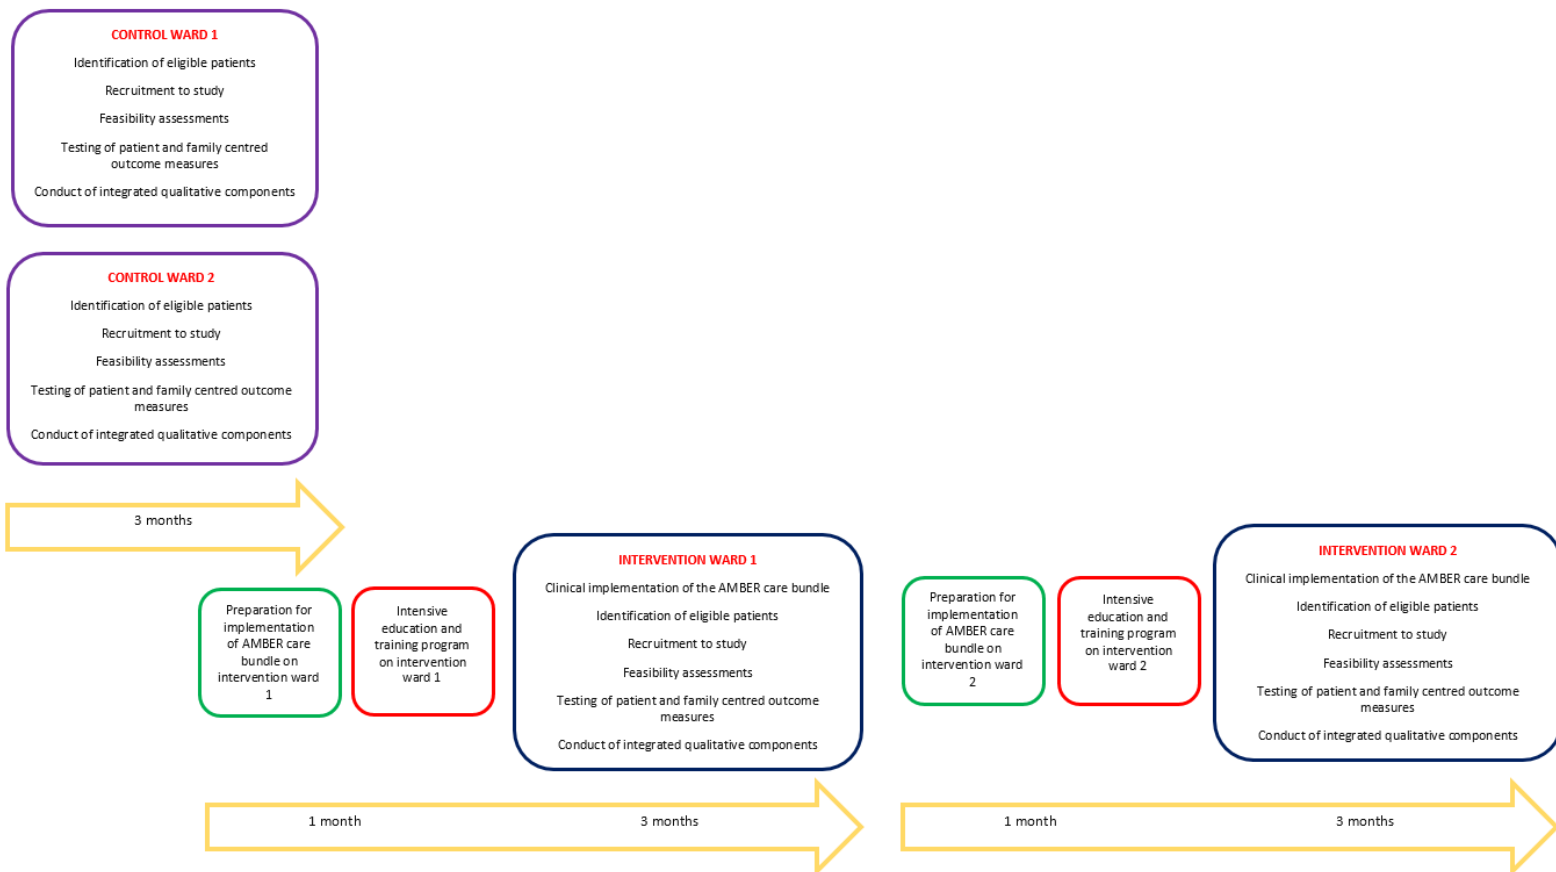 CONTROL WARD 1
Identification of eligible patients
Recruitment to study
Feasibility assessments
Testing of patient and family centred
outcome measures
Conduct of integrated qualitative components
CONTROL WARD 2
Identification of eligible patients
Recruitment to study
Feasibility assessments
Testing of patient and family centred outcome
measures
Conduct of integrated qualitative components
3 months
Preparation for
implementation
of AMBER care
bundle on
intervention ward
1
Intensive
education and
training program
on intervention
ward 1
INTERVENTION WARD 1
Clinical implementation of the AMBER care bundle
Identification of eligible patients
Recruitment to study
Feasibility assessments
Testing of patient and family centred outcome
measures
Conduct of integrated qualitative components
1 month
3 months
Preparation for
implementation
of AMBER care
bundle on
intervention ward
2
Intensive
education and
training program
on intervention
ward 2
INTERVENTION WARD 2
Clinical implementation of the AMBER care bundle
Identification of eligible patients
Recruitment to study
Feasibility assessments
Testing of patient and family centred outcome
measures
Conduct of integrated qualitative components
1 month
3 months